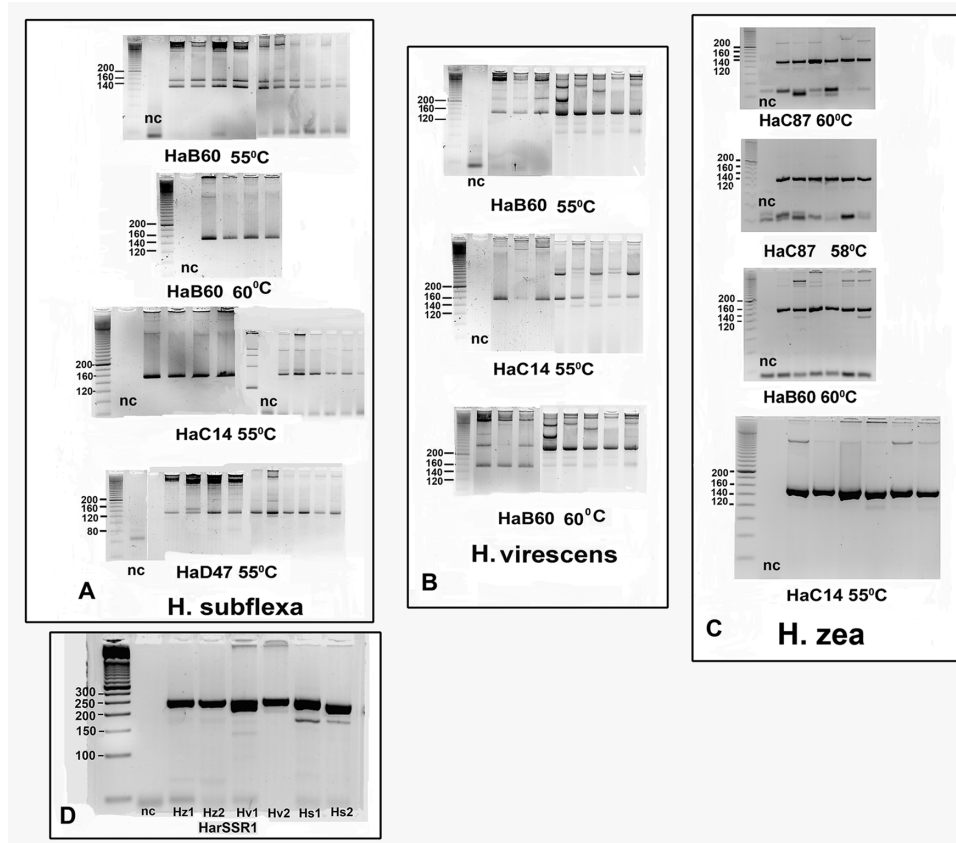 200
160
140
nc
HaB60 55⁰C
200
160
140
120
nc
HaB60 60⁰C
200
160
120
nc
nc
HaC14 55⁰C
200
160
120
80
nc
HaD47 55⁰C
A
H. subflexa
200
160
120
nc
HaB60 55⁰C
200
160
120
nc
HaC14 55⁰C
200
160
140
120
nc
HaB60 60⁰C
H. virescens
B
200
160
140
120
nc
HaC87 60⁰C
200
160
140
120
nc
HaC87 58⁰C
200
160
140
120
nc
HaB60 60⁰C
200
160
140
120
nc
HaC14 55⁰C
C
H. zea
300
250
200
150
100
D
nc Hz1 Hz2 Hv1 Hv2 Hs1 Hs2
HarSSR1